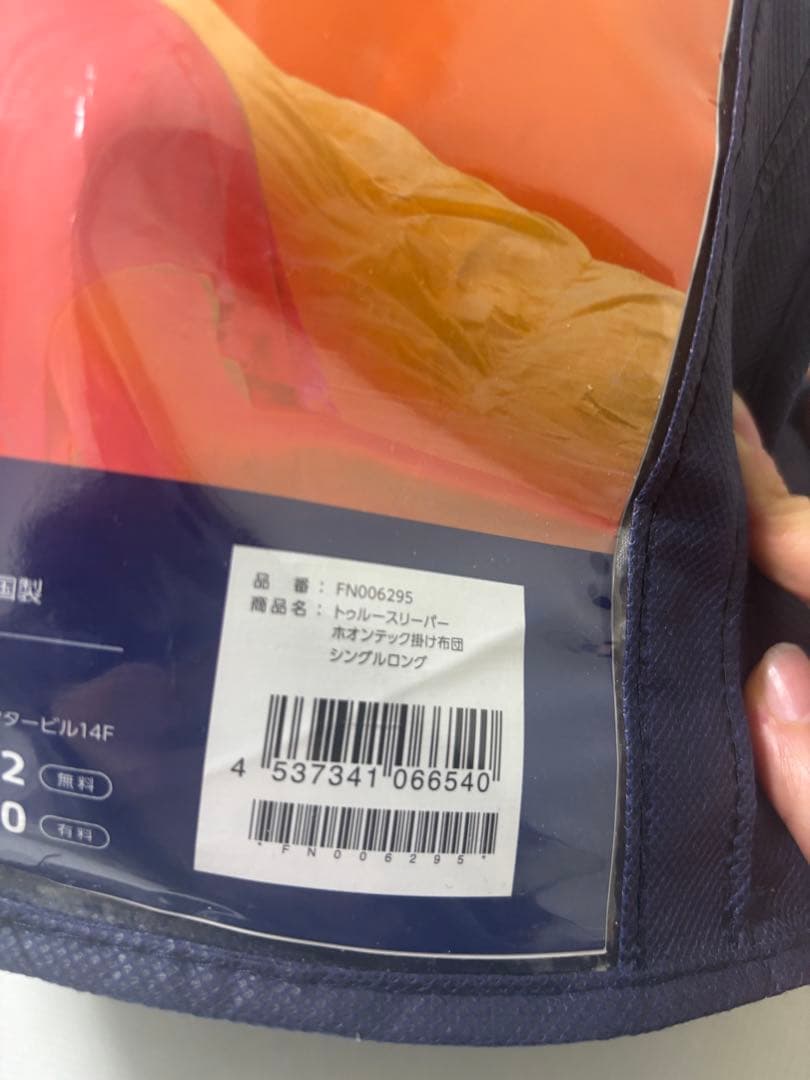 国製
品 番： FN006295
商品名： トゥルースリーパー
ホオンテック掛け布団
シングルロング
タービル14F
2 無料
0 有料
4 537341 066540
*FN006295*